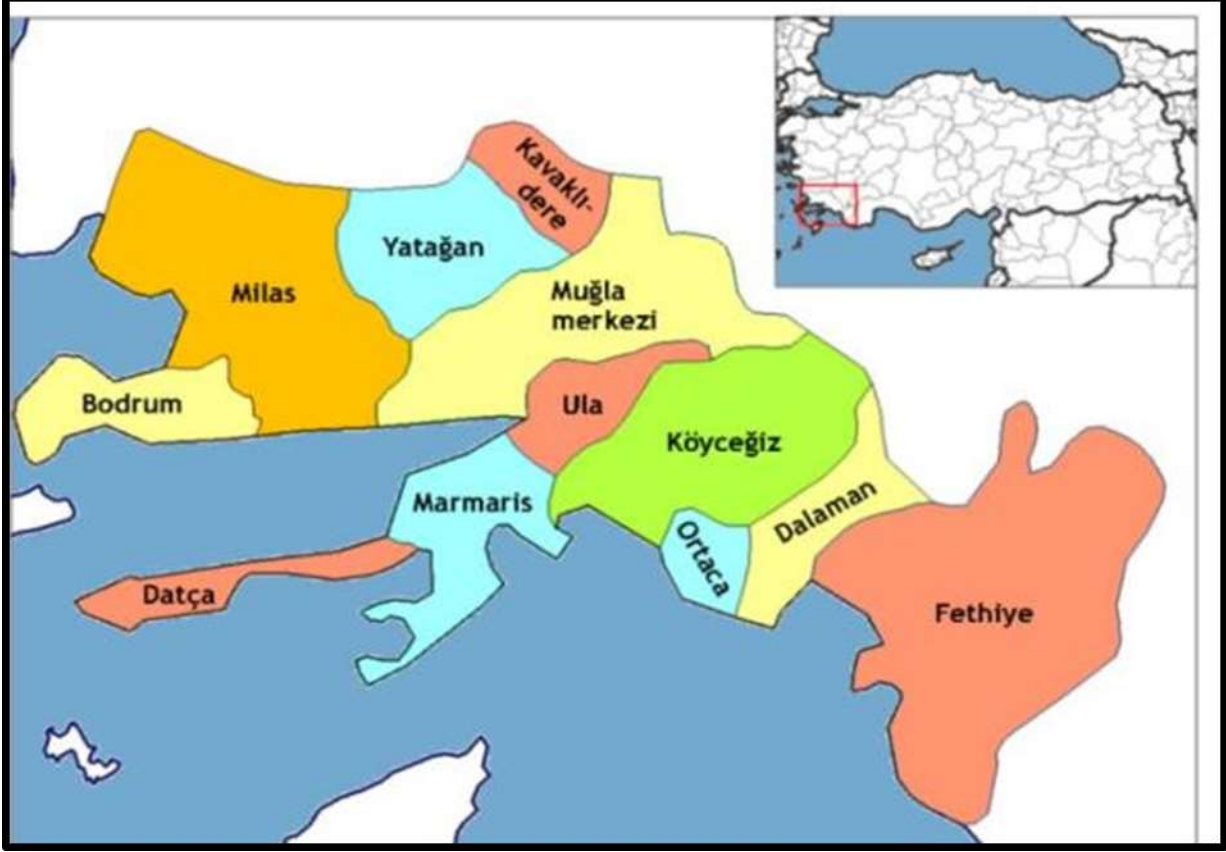 Kavaklı-
dere
Yatağan
Milas
Muğla
merkezi
Bodrum
Ula
Köyceğiz
Marmaris
Dalaman
Ortaca
Datça
Fethiye